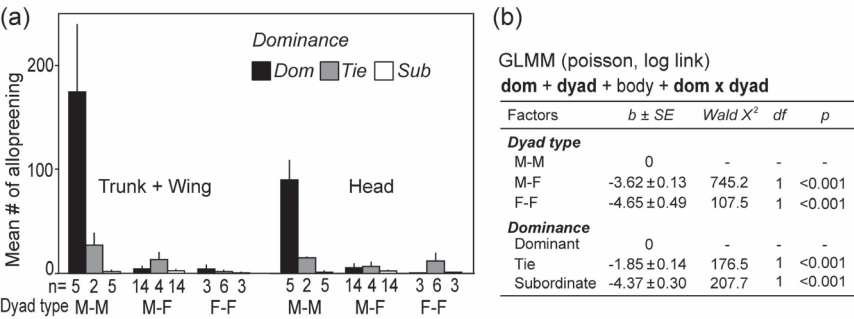 (a)
Mean # of allopreening
200
100
0
Dominance
Dom Tie Sub
Trunk + Wing Head
n= 5 2 5 14 4 14 3 6 3 5 2 5 14 4 14 3 6 3
Dyad type M-M M-F F-F M-M M-F F-F
(b)
GLMM (poisson, log link)
dom + dyad + body + dom x dyad
Factors b ± SE Wald X² df p
Dyad type
M-M 0 - - -
M-F -3.62±0.13 745.2 1 <0.001
F-F -4.65±0.49 107.5 1 <0.001
Dominance
Dominant 0 - - -
Tie -1.85±0.14 176.5 1 <0.001
Subordinate -4.37±0.30 207.7 1 <0.001